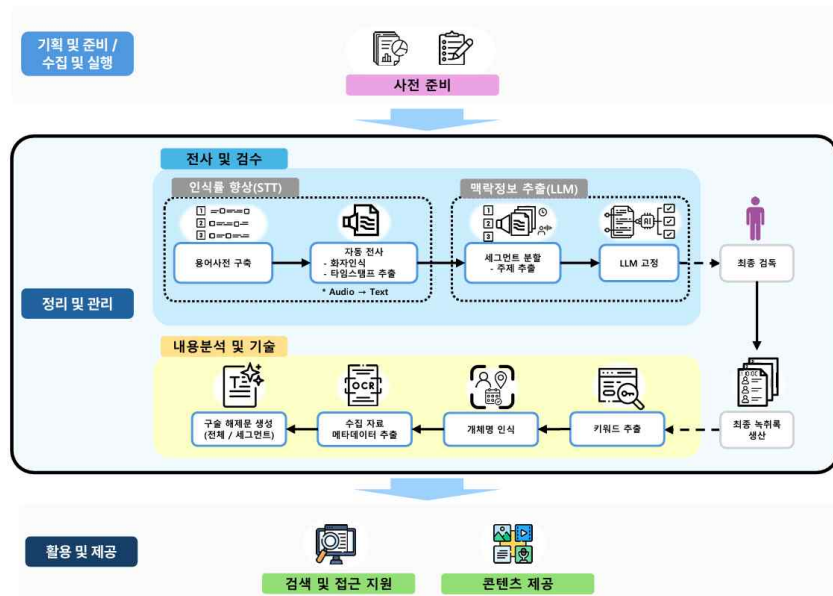 기획 및 준비 /
수집 및 실행
사전 준비
정리 및 관리
전사 및 검수
인식률 향상(STT)
맥락정보 추출(LLM)
1
2
3
용어사전 구축
자동 전사
- 화자인식
- 타임스탬프 추출
* Audio → Text
1
2
3
세그먼트 분할
- 주제 추출
AI
LLM 교정
최종 검독
내용분석 및 기술
T
구술 해제문 생성
(전체 / 세그먼트)
OCR
수집 자료
메타데이터 추출
개체명 인식
키워드 추출
최종 녹취록
생산
활용 및 제공
검색 및 접근 지원
콘텐츠 제공